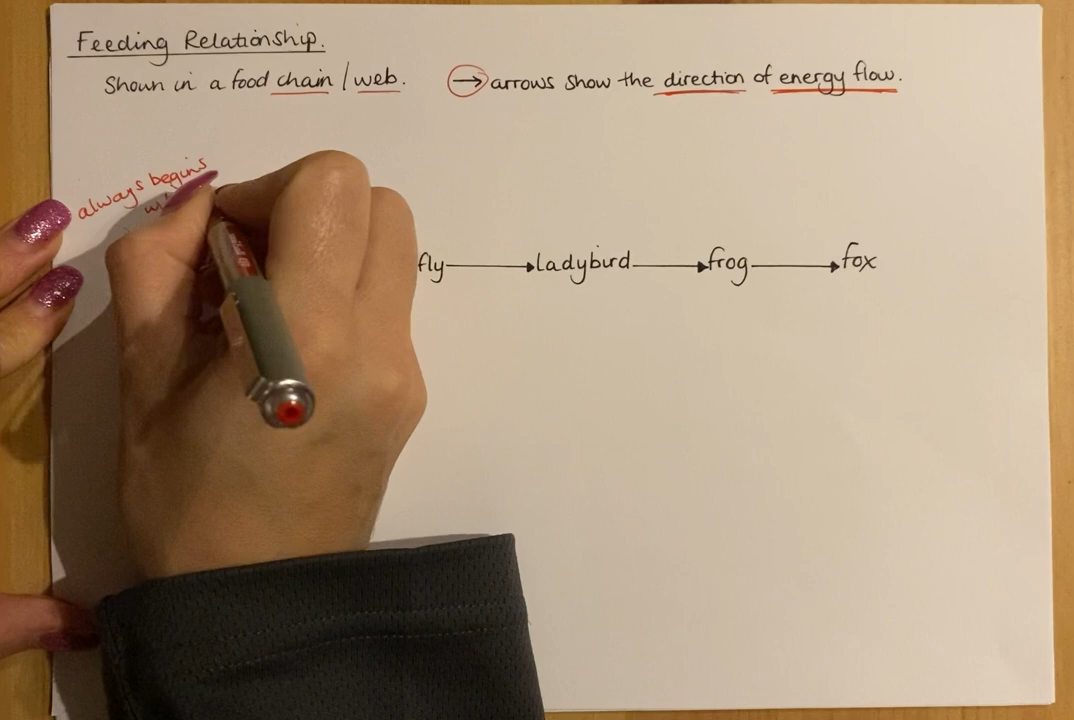 Feeding Relationship.
Shown in a food chain / web. → arrows show the direction of energy flow.
always begins
fly → Ladybird → frog → fox